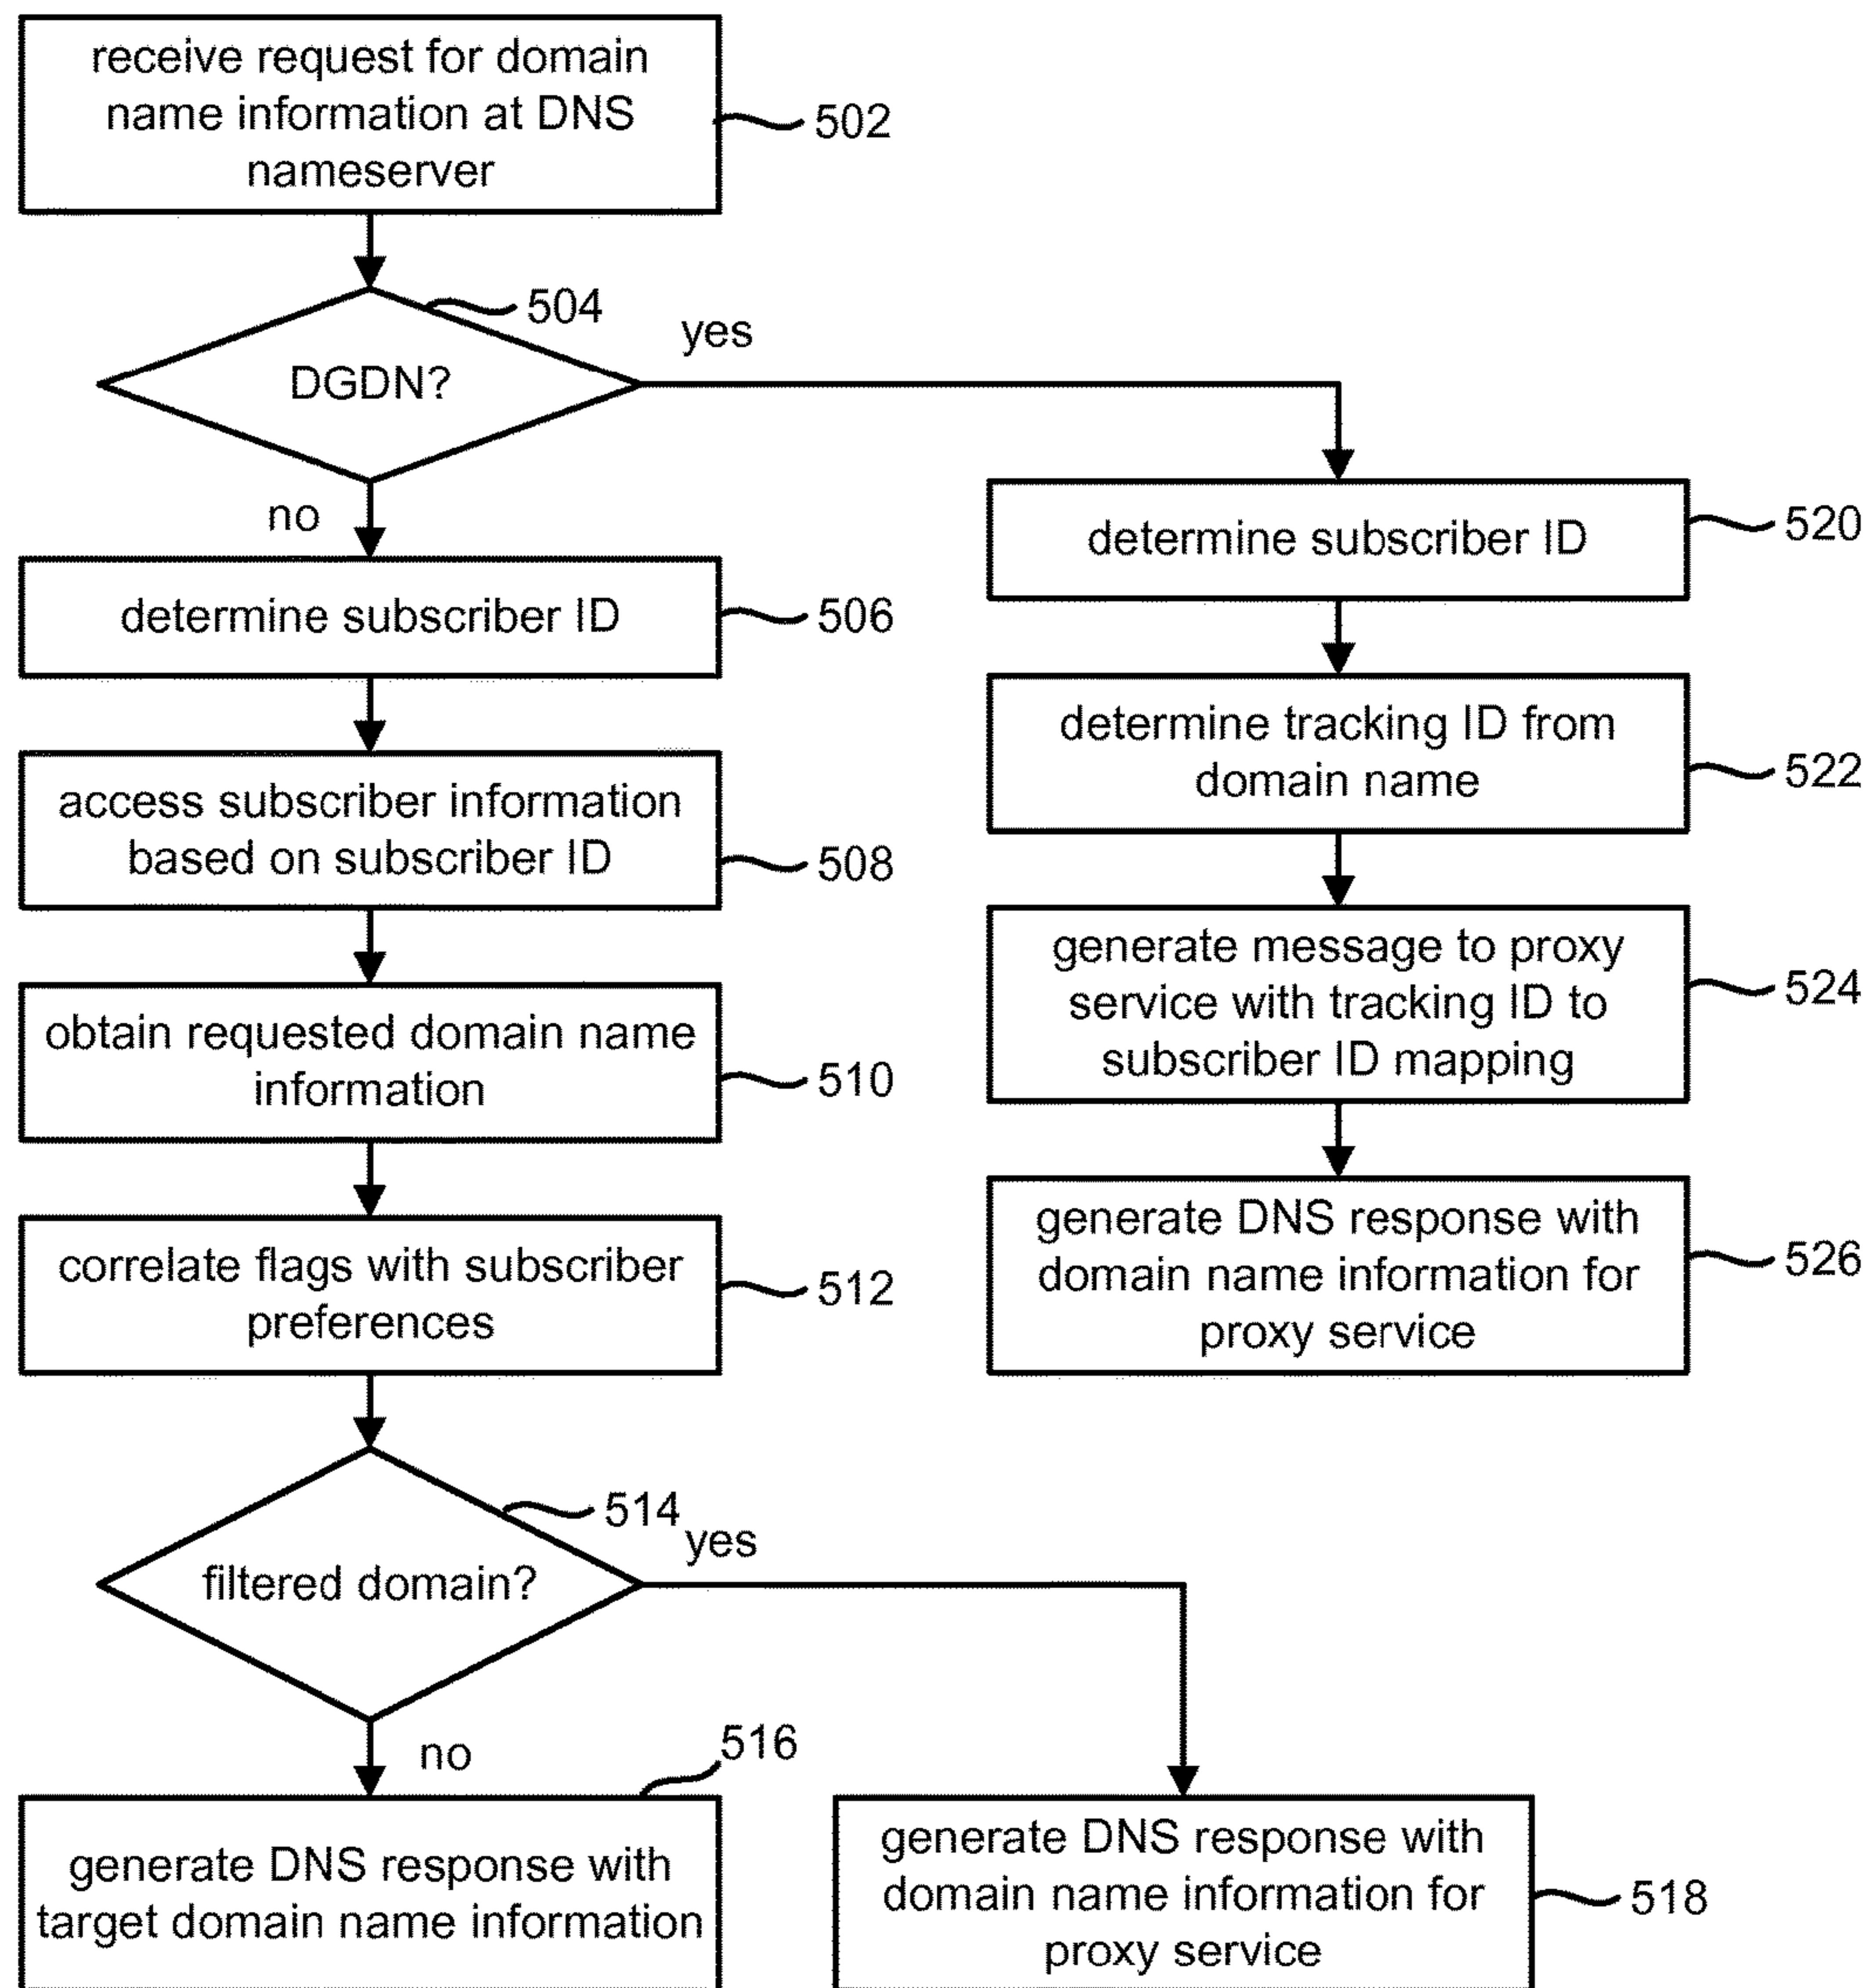 receive request for domain
name information at DNS
nameserver
502
504
DGDN?
yes
no
determine subscriber ID
506
access subscriber information
based on subscriber ID
508
obtain requested domain name
information
510
correlate flags with subscriber
preferences
512
514
filtered domain?
yes
no
516
generate DNS response with
target domain name information
generate DNS response with
domain name information for
proxy service
518
determine subscriber ID
520
determine tracking ID from
domain name
522
generate message to proxy
service with tracking ID to
subscriber ID mapping
524
generate DNS response with
domain name information for
proxy service
526